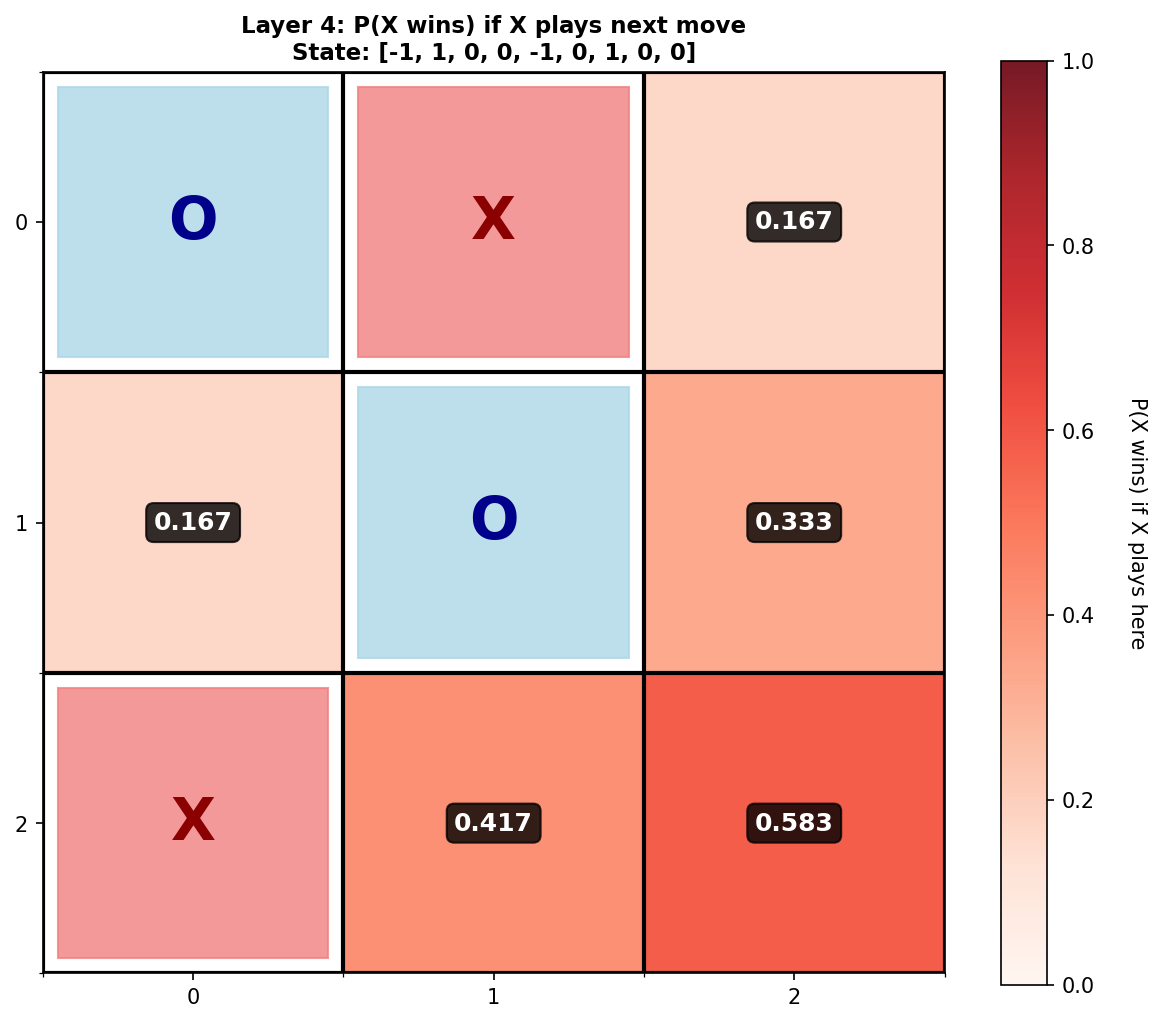 Layer 4: P(X wins) if X plays next move
State: [-1, 1, 0, 0, -1, 0, 1, 0, 0]
0
O
X
0.167
1
0.167
O
0.333
2
X
0.417
0.583
0
1
2
1.0
0.8
0.6
0.4
0.2
0.0
P(X wins) if X plays here